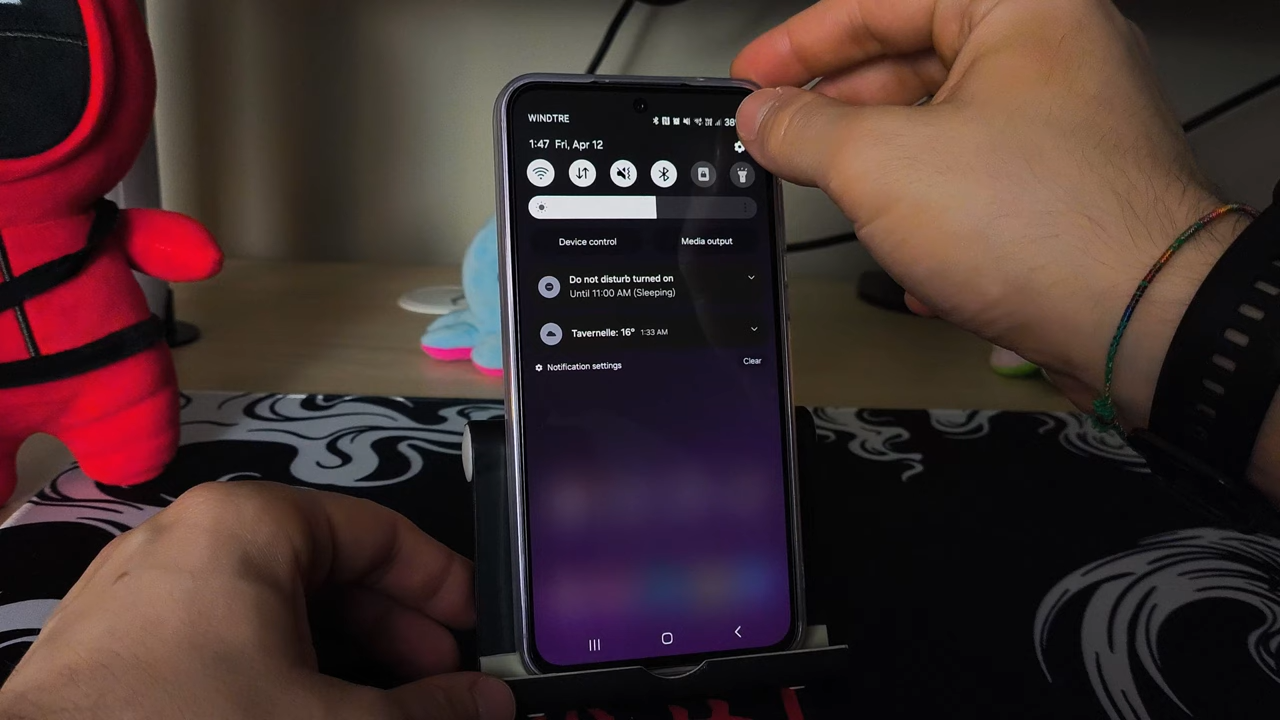 WINDTRE
38
1:47 Fri, Apr 12
Device control Media output
Do not disturb turned on
Until 11:00 AM (Sleeping)
Tavernelle: 16° 1:33 AM
Notification settings Clear